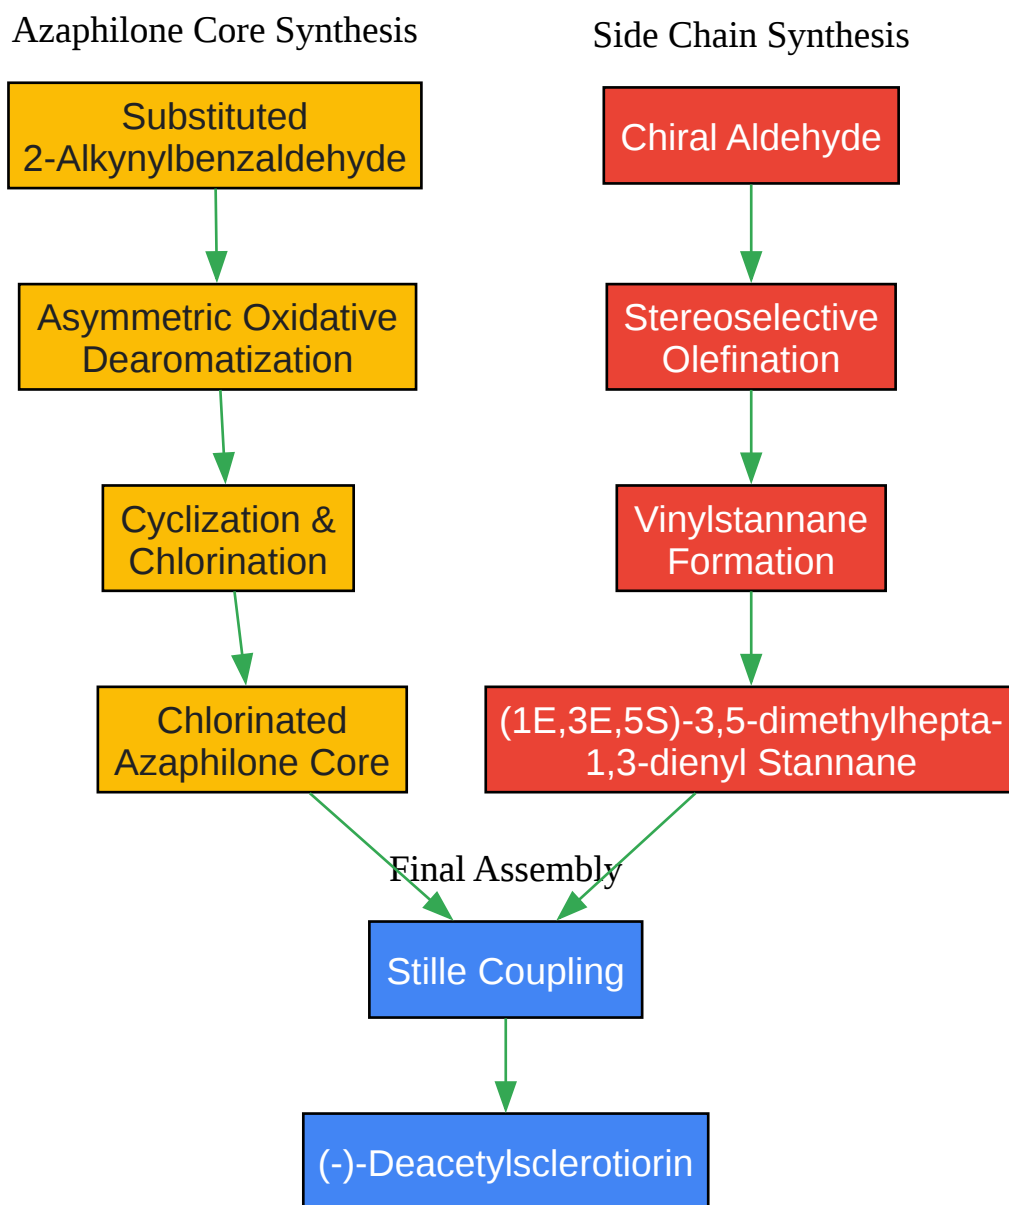 Azaphilone Core Synthesis
Side Chain Synthesis
Substituted
2-Alkynylbenzaldehyde
Chiral Aldehyde
Asymmetric Oxidative
Dearomatization
Stereoselective
Olefination
Cyclization &
Chlorination
Vinylstannane
Formation
Chlorinated
Azaphilone Core
(1E,3E,5S)-3,5-dimethylhepta-
1,3-dienyl Stannane
Final Assembly
Stille Coupling
(-)-Deacetylsclerotiorin